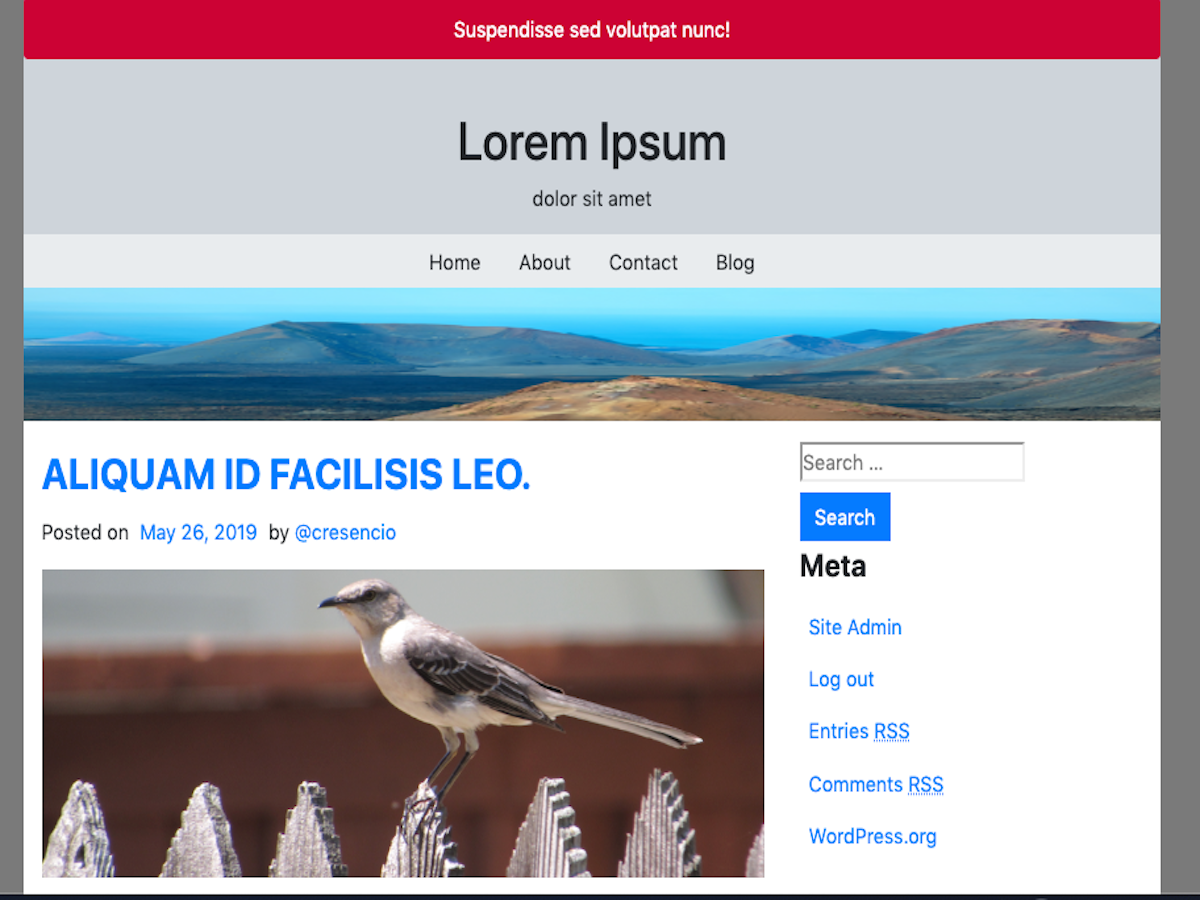 Suspendisse sed volutpat nunc!
Lorem Ipsum
dolor sit amet
Home About Contact Blog
ALIQUAM ID FACILISIS LEO.
Posted on May 26, 2019 by @cresencio
Search ...
Search
Meta
Site Admin
Log out
Entries RSS
Comments RSS
WordPress.org